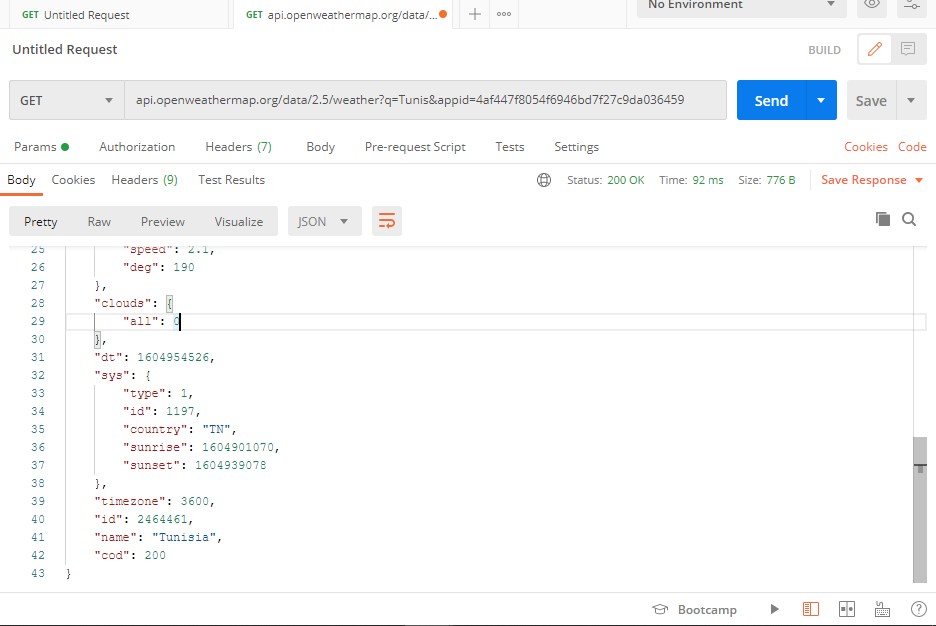 GET Untitled Request
GET api.openweathermap.org/data/...
No Environment
Untitled Request
BUILD
GET
api.openweathermap.org/data/2.5/weather?q=Tunis&appid=4af447f8054f6946bd7f27c9da036459
Send
Save
Params
Authorization
Headers (7)
Body
Pre-request Script
Tests
Settings
Cookies
Code
Body
Cookies
Headers (9)
Test Results
Status: 200 OK
Time: 92 ms
Size: 776 B
Save Response
Pretty
Raw
Preview
Visualize
JSON
25 "speed": 2.1,
26 "deg": 190
27 },
28 "clouds": {
29 "all": 0
30 },
31 "dt": 1604954526,
32 "sys": {
33 "type": 1,
34 "id": 1197,
35 "country": "TN",
36 "sunrise": 1604901070,
37 "sunset": 1604939078
38 },
39 "timezone": 3600,
40 "id": 2464461,
41 "name": "Tunisia",
42 "cod": 200
43 }
Bootcamp